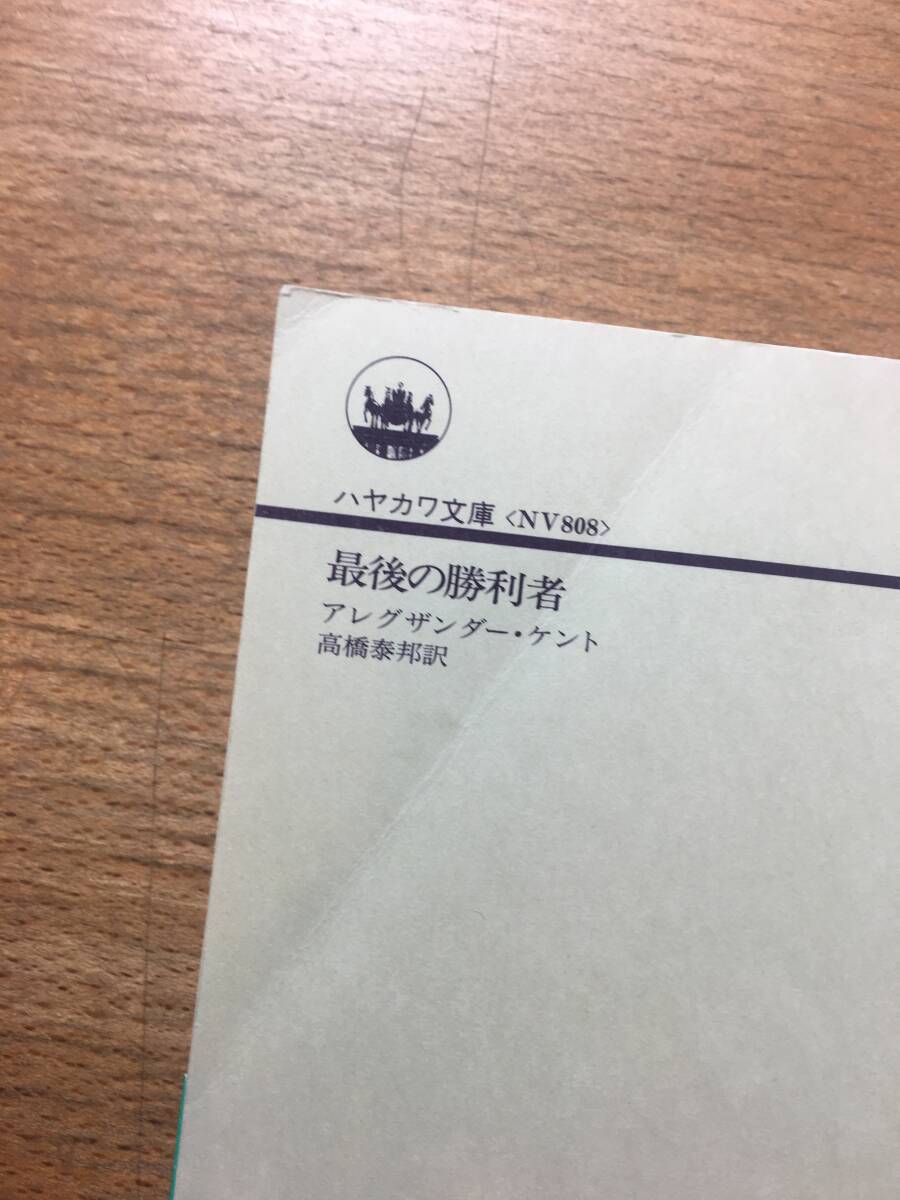 ハヤカワ文庫〈NV808〉
最後の勝利者
アレグザンダー・ケント
高橋泰邦訳